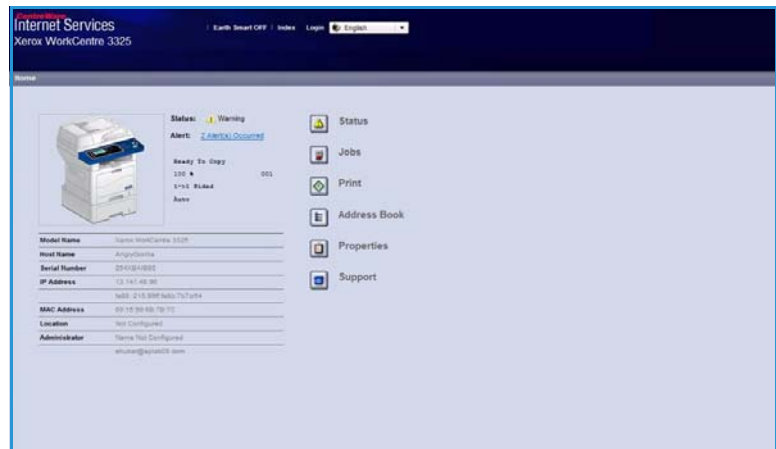 CentreWare
Internet Services
Xerox WorkCentre 3325
Earth Smart OFF | Index Login English
Home
Status: Warning
Alert: 2 Alert(s) Occurred
Ready To Copy
100 % 001
1-›1 Sided
Auto
Status
Jobs
Print
Address Book
Properties
Support
Model Name Xerox WorkCentre 3325
Host Name AngryGorilla
Serial Number
IP Address
MAC Address
Location Not Configured
Administrator Name Not Configured